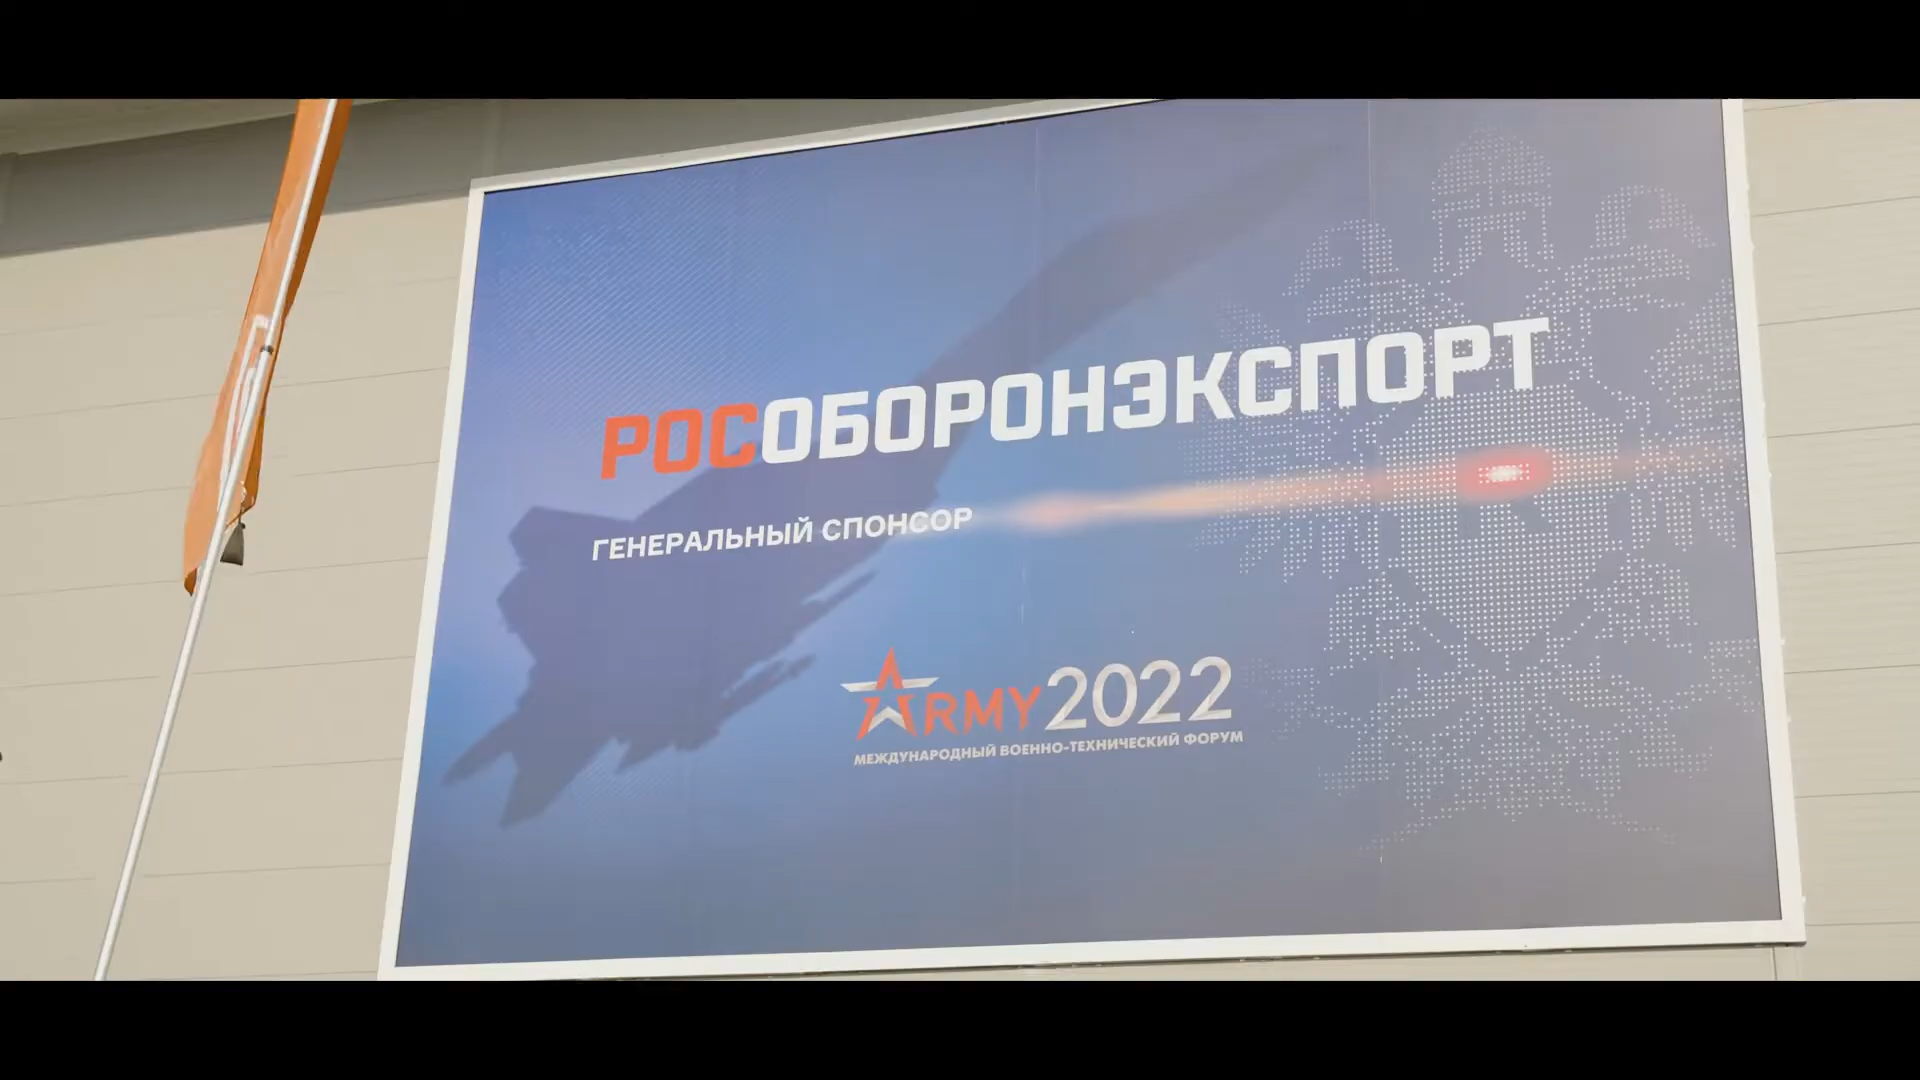 РОСОБОРОНЭКСПОРТ
ГЕНЕРАЛЬНЫЙ СПОНСОР
ARMY2022
МЕЖДУНАРОДНЫЙ ВОЕННО-ТЕХНИЧЕСКИЙ ФОРУМ